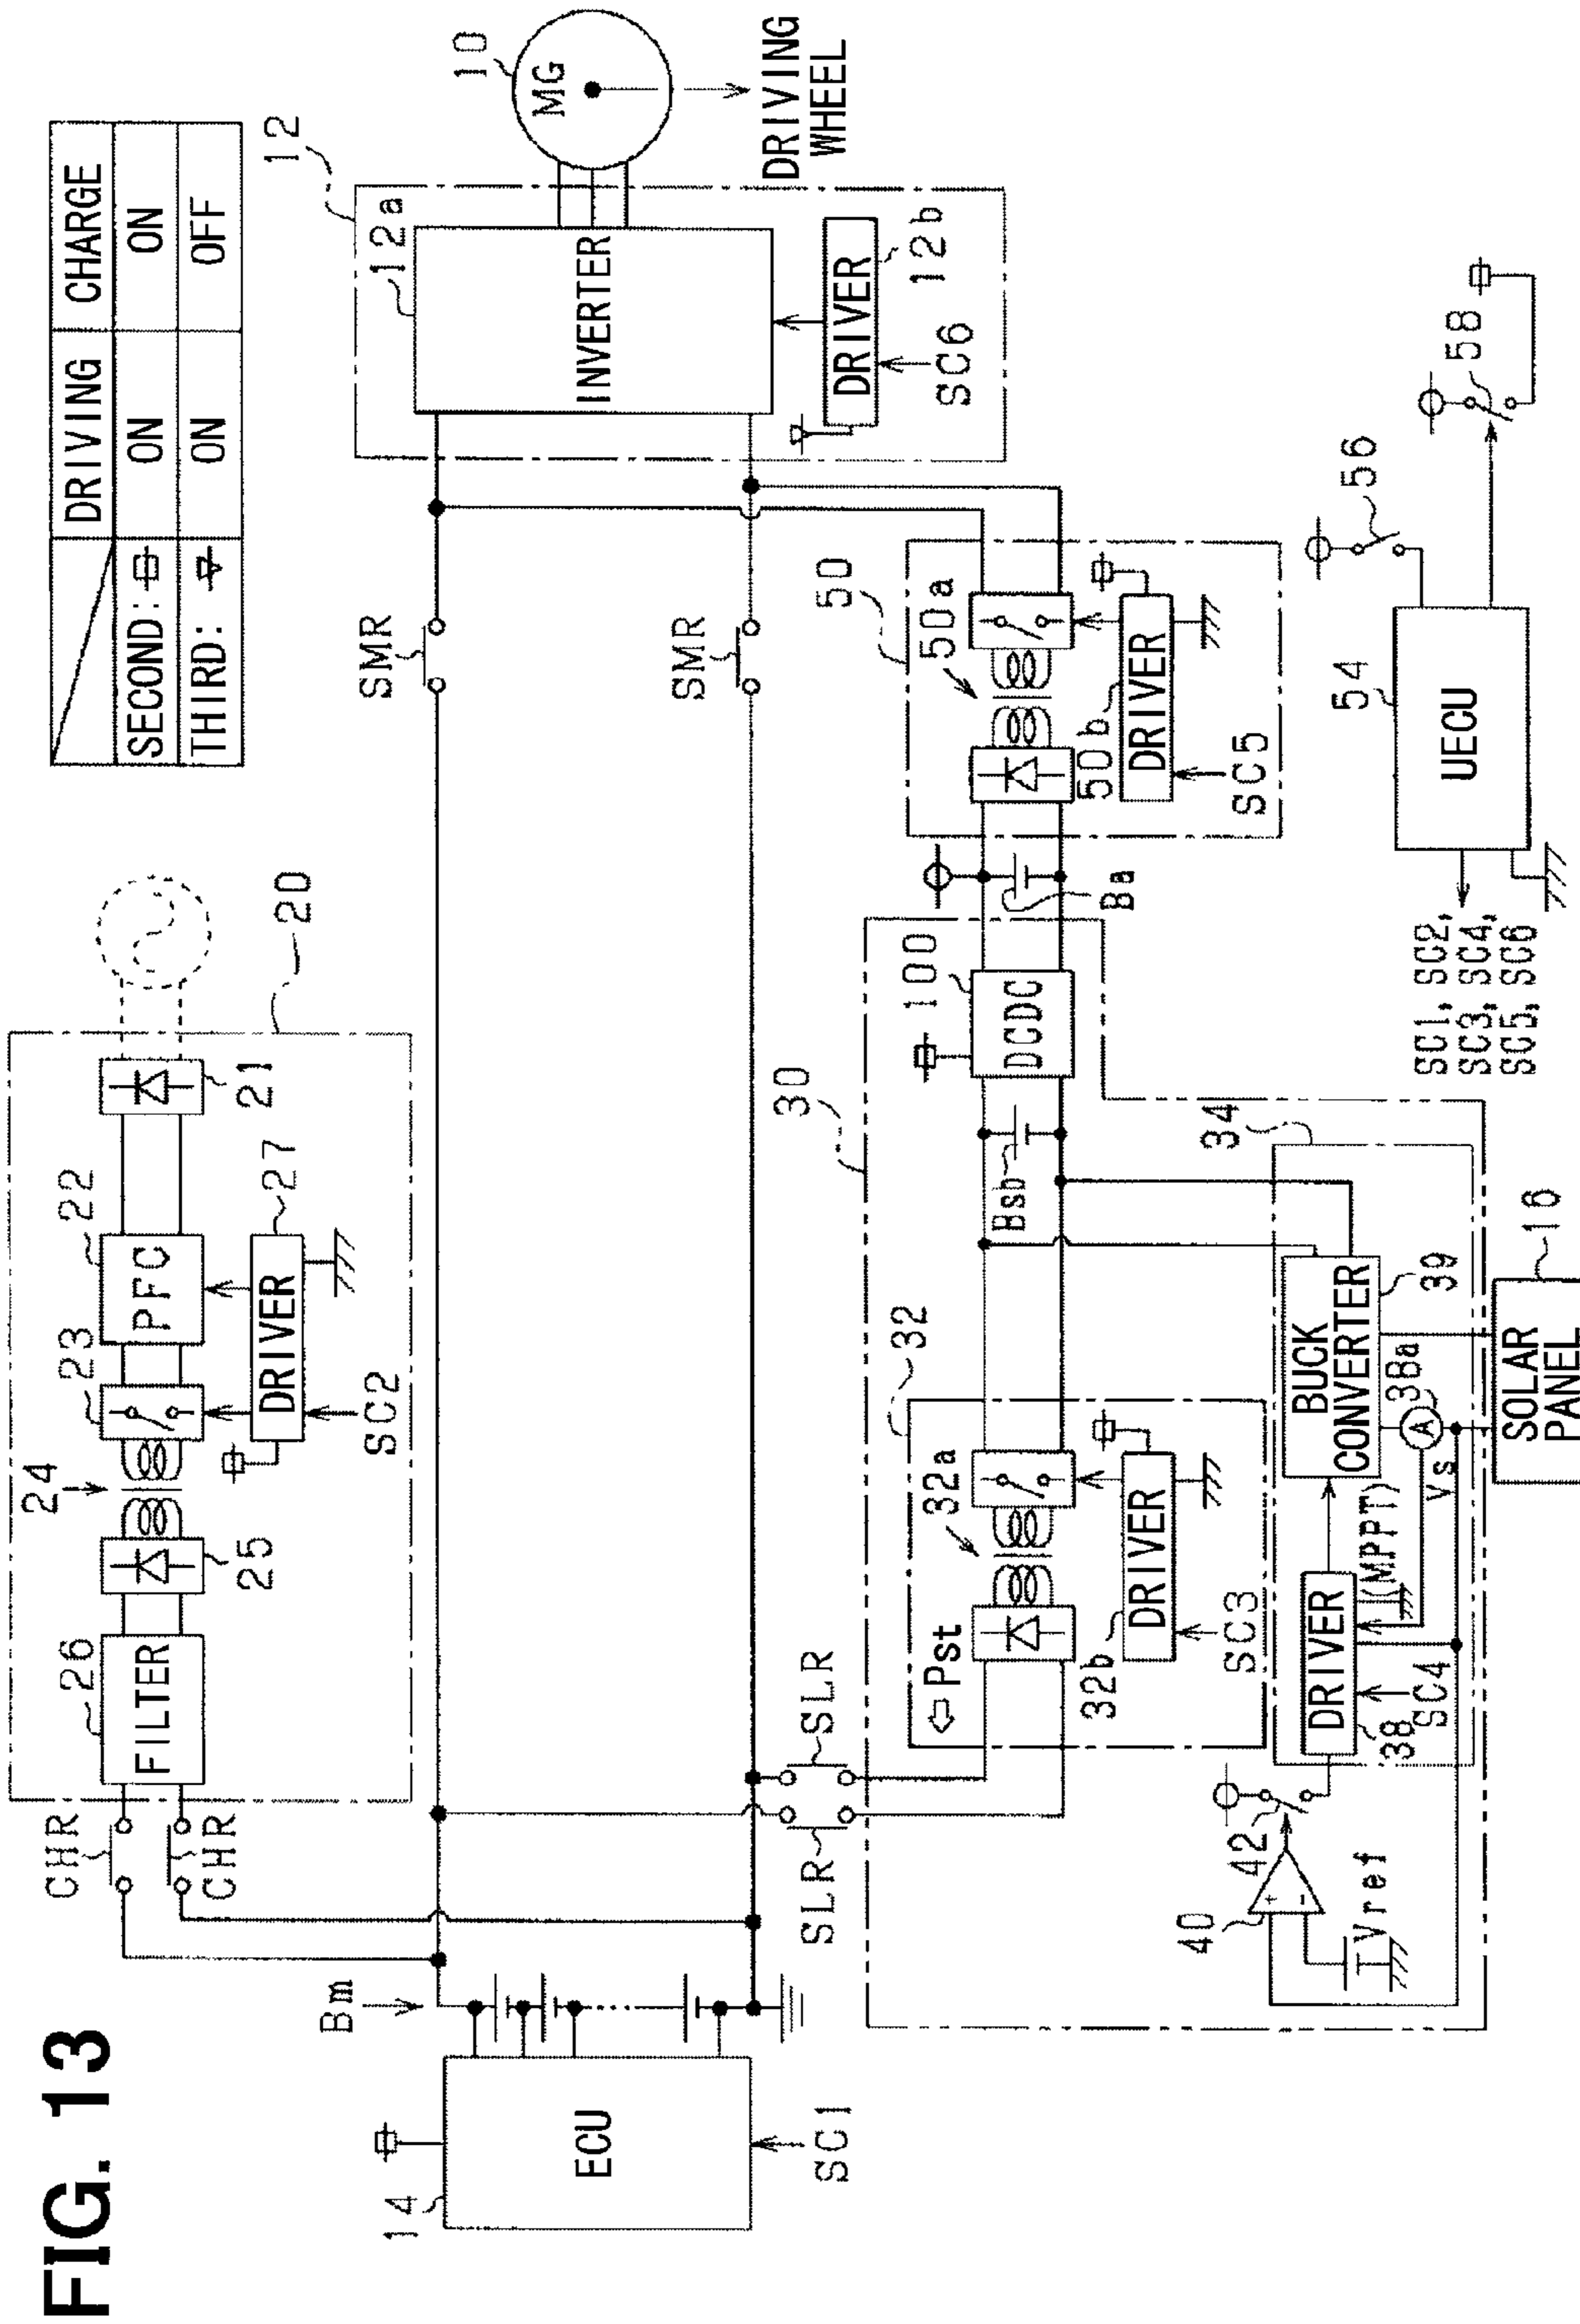 FIG. 13
DRIVING CHARGE
SECOND: ON ON
THIRD: ON OFF
20
21
22
PFC
23
24
25
26
FILTER
27
DRIVER
SC2
CHR
CHR
Bm
14
ECU
SC1
SMR
SMR
12
12a
INVERTER
DRIVER
12b
SC6
10
MG
DRIVING
WHEEL
SLR
SLR
30
32
32a
Pst
32b
DRIVER
SC3
Bsb
100
DCDC
Ba
50
50a
50b
DRIVER
SC5
34
BUCK
CONVERTER
39
38a
A
Vs
(MPPT)
DRIVER
38
SC4
42
40
+
-
Vref
16
SOLAR
PANEL
54
UECU
56
58
SC1, SC2,
SC3, SC4,
SC5, SC6